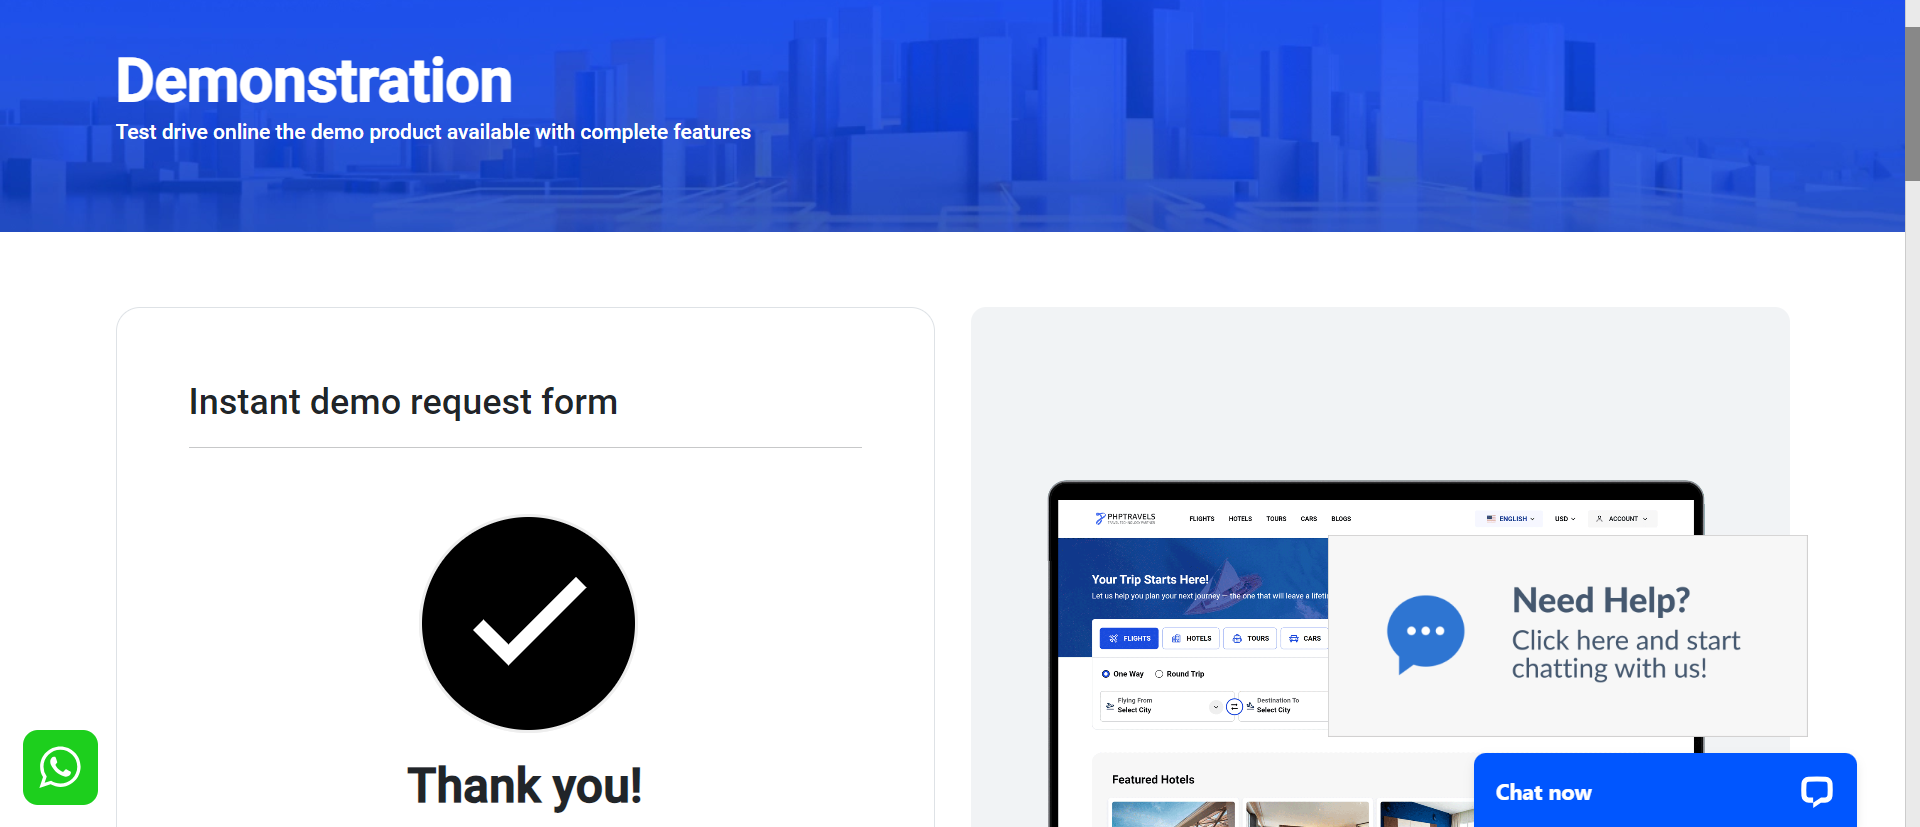 Demonstration
Test drive online the demo product available with complete features
Instant demo request form
Thank you!
PHPTRAVELS
FLIGHTS HOTELS TOURS CARS BLOGS
ENGLISH USD ACCOUNT
Your Trip Starts Here!
Let us help you plan your next journey — the one that will leave a
FLIGHTS HOTELS TOURS CARS
One Way Round Trip
Flying From
Select City
Destination To
Select City
Featured Hotels
Need Help?
Click here and start
chatting with us!
Chat now